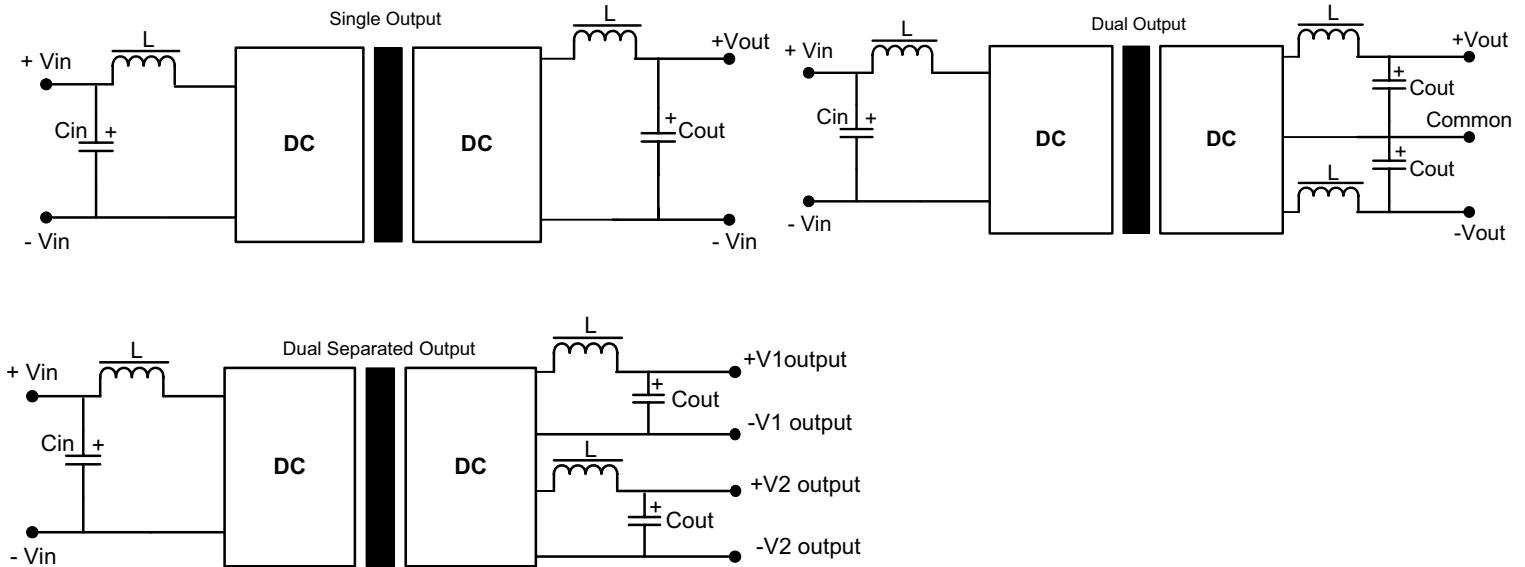 Single Output
L
L
+ Vin
+Vout
Cin
+
DC
DC
+
Cout
- Vin
- Vin
Dual Output
L
L
+ Vin
+Vout
+
Cout
Cin
+
DC
DC
Common
+
Cout
L
- Vin
-Vout
Dual Separated Output
L
L
+ Vin
+V1output
+
Cout
Cin
+
DC
DC
-V1 output
L
+V2 output
+
Cout
- Vin
-V2 output